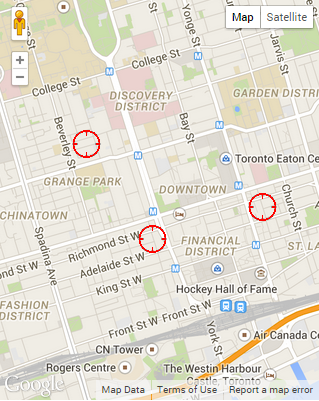 Map
Satellite
Beverley St
College St
College St
Jarvis St
DISCOVERY
DISTRICT
GARDEN DISTRI
Beverley St
Bay St
Toronto Eaton Ce
GRANGE PARK
DOWNTOWN
CHINATOWN
Church St
Spadina Ave
Richmond St W
FINANCIAL
DISTRICT
ST. LA
Adelaide St W
King St W
Hockey Hall of Fame
FASHION
DISTRICT
Front St W
Front St W
York St
Air Canada Ce
CN Tower
Rogers Centre
The Westin Harbour
Castle, Toronto
Google
Map Data
Terms of Use
Report a map error